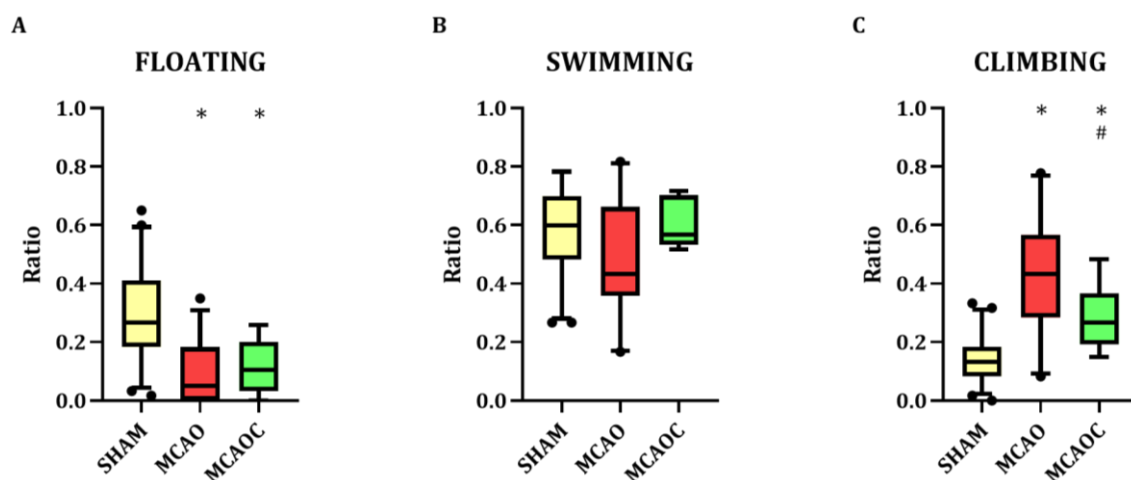 A
FLOATING
* *
1.0
0.8
0.6
0.4
0.2
0.0
Ratio
SHAM MCAO MCAOC
B
SWIMMING
1.0
0.8
0.6
0.4
0.2
0.0
Ratio
SHAM MCAO MCAOC
C
CLIMBING
* *
#
1.0
0.8
0.6
0.4
0.2
0.0
Ratio
SHAM MCAO MCAOC